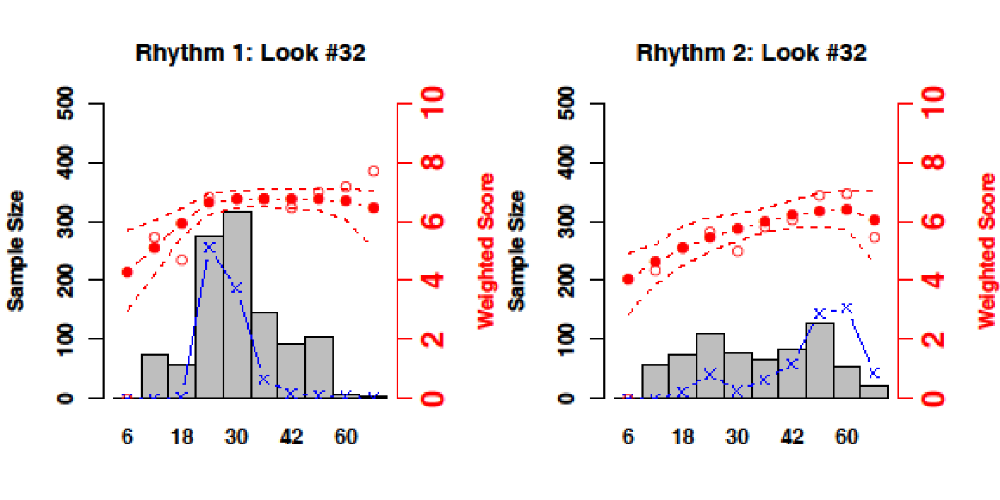 Rhythm 1: Look #32
Sample Size
0 100 200 300 400 500
0 2 4 6 8 10
Weighted Score
6 18 30 42 60
Rhythm 2: Look #32
Sample Size
0 100 200 300 400 500
0 2 4 6 8 10
Weighted Score
6 18 30 42 60